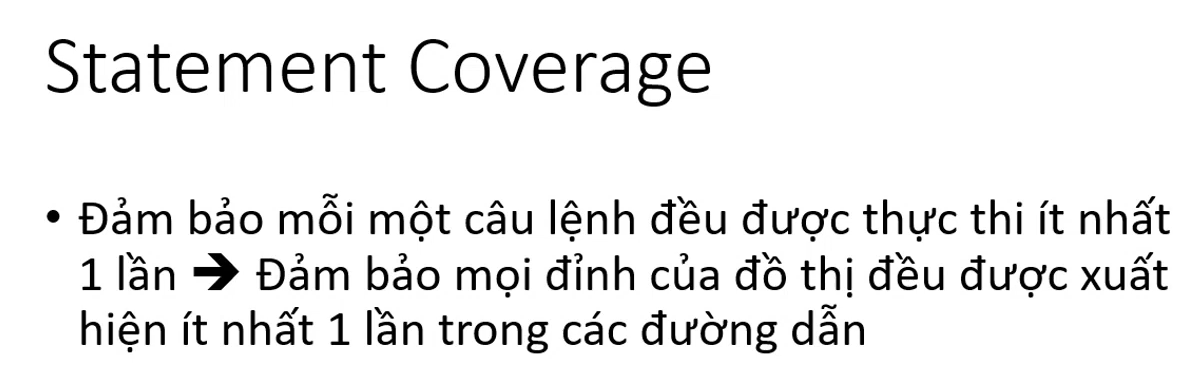 Statement Coverage
• Đảm bảo mỗi một câu lệnh đều được thực thi ít nhất
1 lần ➔ Đảm bảo mọi đỉnh của đồ thị đều được xuất
hiện ít nhất 1 lần trong các đường dẫn